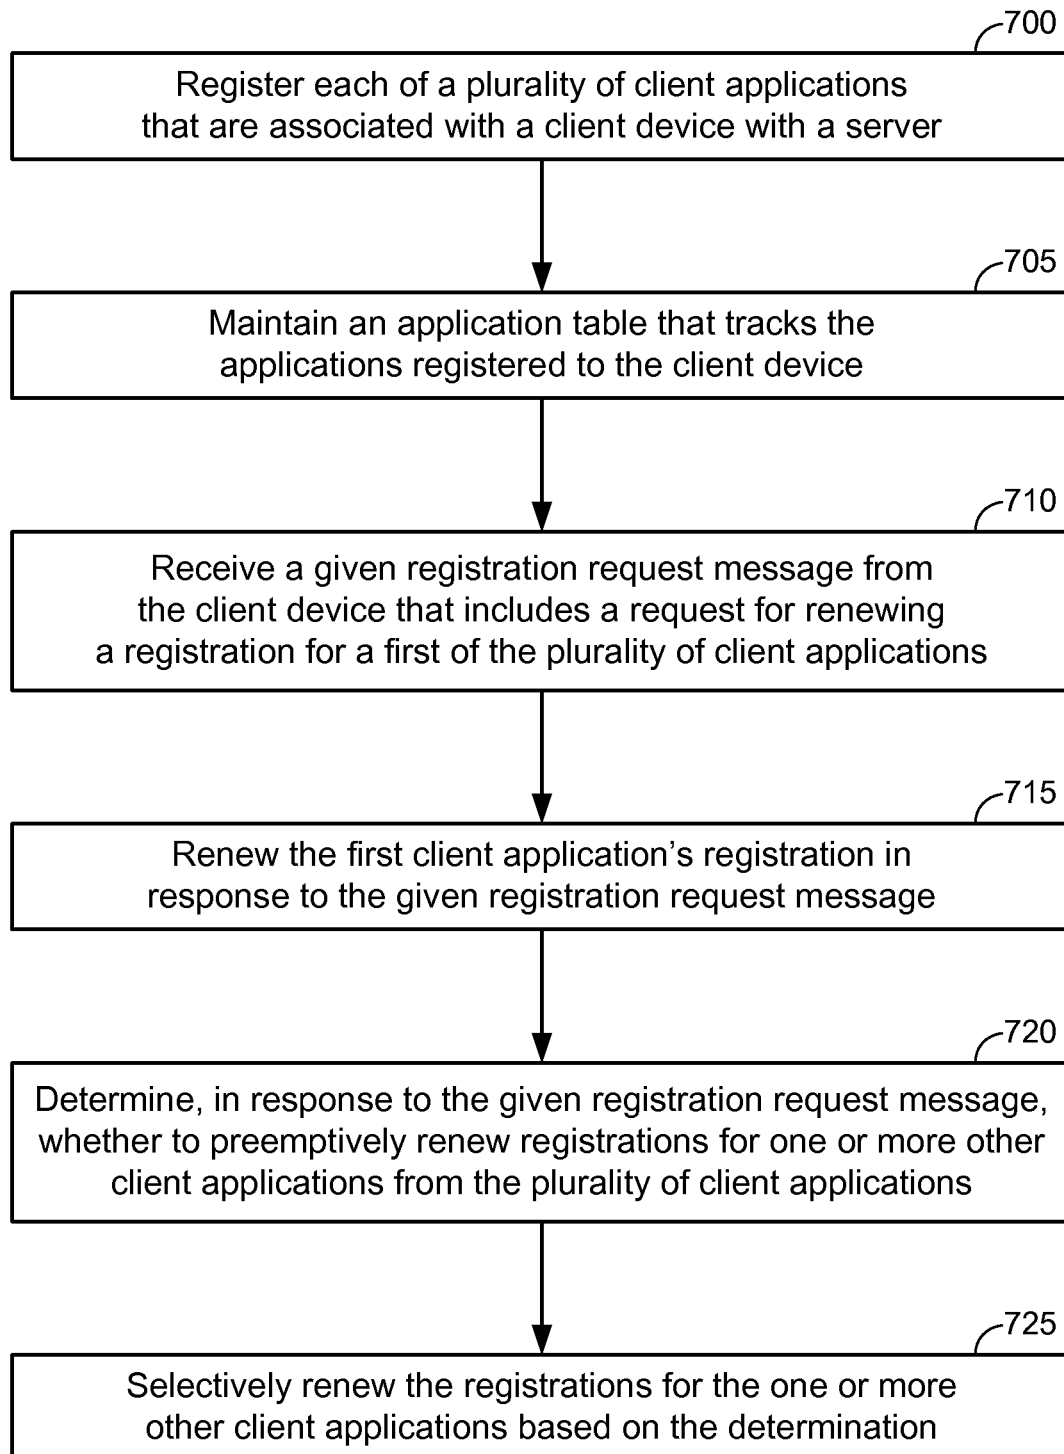 700
Register each of a plurality of client applications
that are associated with a client device with a server
705
Maintain an application table that tracks the
applications registered to the client device
710
Receive a given registration request message from
the client device that includes a request for renewing
a registration for a first of the plurality of client applications
715
Renew the first client application’s registration in
response to the given registration request message
720
Determine, in response to the given registration request message,
whether to preemptively renew registrations for one or more other
client applications from the plurality of client applications
725
Selectively renew the registrations for the one or more
other client applications based on the determination